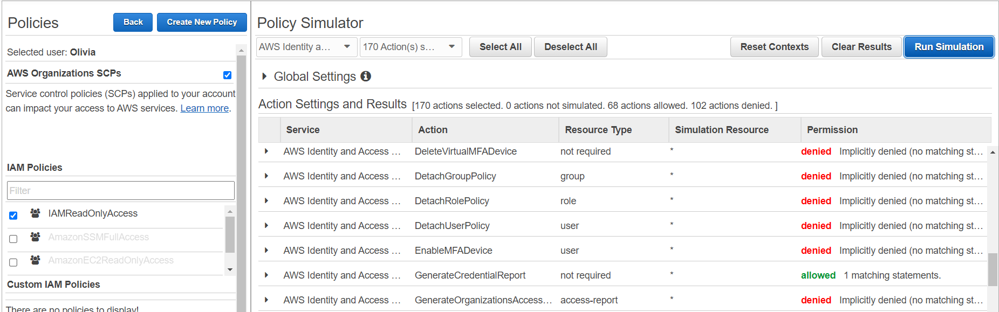 Policies
Back
Create New Policy
Selected user: Olivia
AWS Organizations SCPs
Service control policies (SCPs) applied to your account
can impact your access to AWS services. Learn more.
IAM Policies
Filter
IAMReadOnlyAccess
AmazonSSMFullAccess
AmazonEC2ReadOnlyAccess
Custom IAM Policies
There are no policies to display!
Policy Simulator
AWS Identity a... 170 Action(s) s... Select All Deselect All Reset Contexts Clear Results Run Simulation
Global Settings
Action Settings and Results [170 actions selected. 0 actions not simulated. 68 actions allowed. 102 actions denied. ]
Service Action Resource Type Simulation Resource Permission
AWS Identity and Access ... DeleteVirtualMFADevice not required * denied Implicitly denied (no matching st...
AWS Identity and Access ... DetachGroupPolicy group * denied Implicitly denied (no matching st...
AWS Identity and Access ... DetachRolePolicy role * denied Implicitly denied (no matching st...
AWS Identity and Access ... DetachUserPolicy user * denied Implicitly denied (no matching st...
AWS Identity and Access ... EnableMFADevice user * denied Implicitly denied (no matching st...
AWS Identity and Access ... GenerateCredentialReport not required * allowed 1 matching statements.
AWS Identity and Access ... GenerateOrganizationsAccess... access-report * denied Implicitly denied (no matching st...